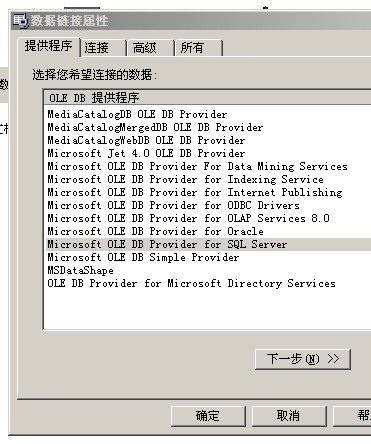 数据链接属性
提供程序 连接 高级 所有
选择您希望连接的数据:
OLE DB 提供程序
MediaCatalogDB OLE DB Provider
MediaCatalogMergedDB OLE DB Provider
MediaCatalogWebDB OLE DB Provider
Microsoft Jet 4.0 OLE DB Provider
Microsoft OLE DB Provider for Data Mining Services
Microsoft OLE DB Provider for Indexing Service
Microsoft OLE DB Provider for Internet Publishing
Microsoft OLE DB Provider for ODBC Drivers
Microsoft OLE DB Provider for OLAP Services 8.0
Microsoft OLE DB Provider for Oracle
Microsoft OLE DB Provider for SQL Server
Microsoft OLE DB Simple Provider
MSDataShape
OLE DB Provider for Microsoft Directory Services
下一步(N) >>
确定 取消